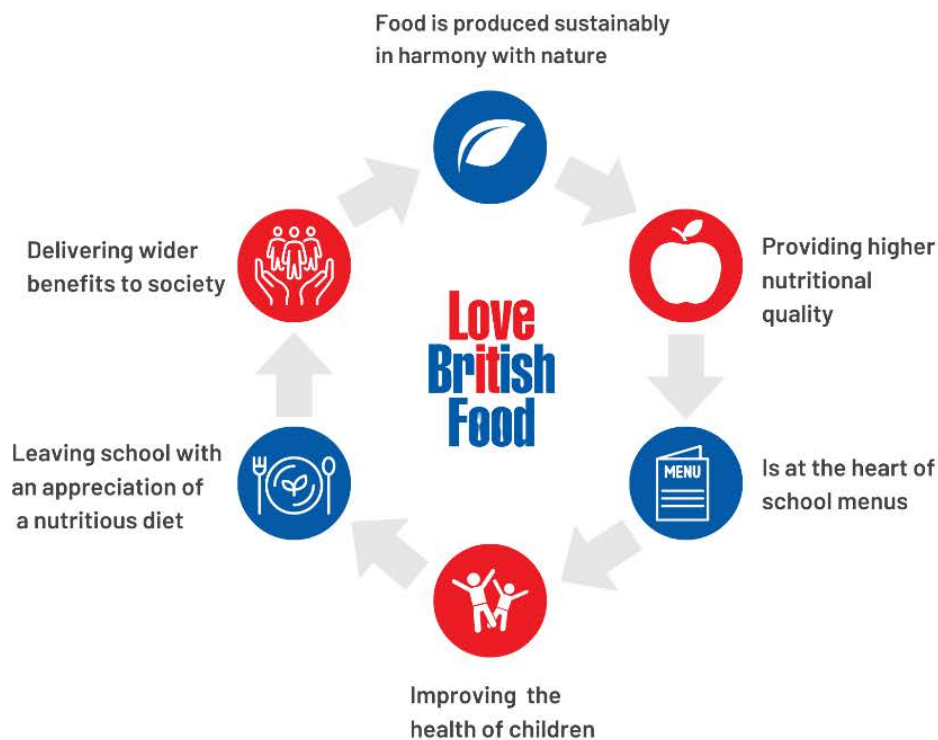 Food is produced sustainably
in harmony with nature
Providing higher
nutritional
quality
MENU
Is at the heart of
school menus
Improving the
health of children
Leaving school with
an appreciation of
a nutritious diet
Delivering wider
benefits to society
Love
British
Food